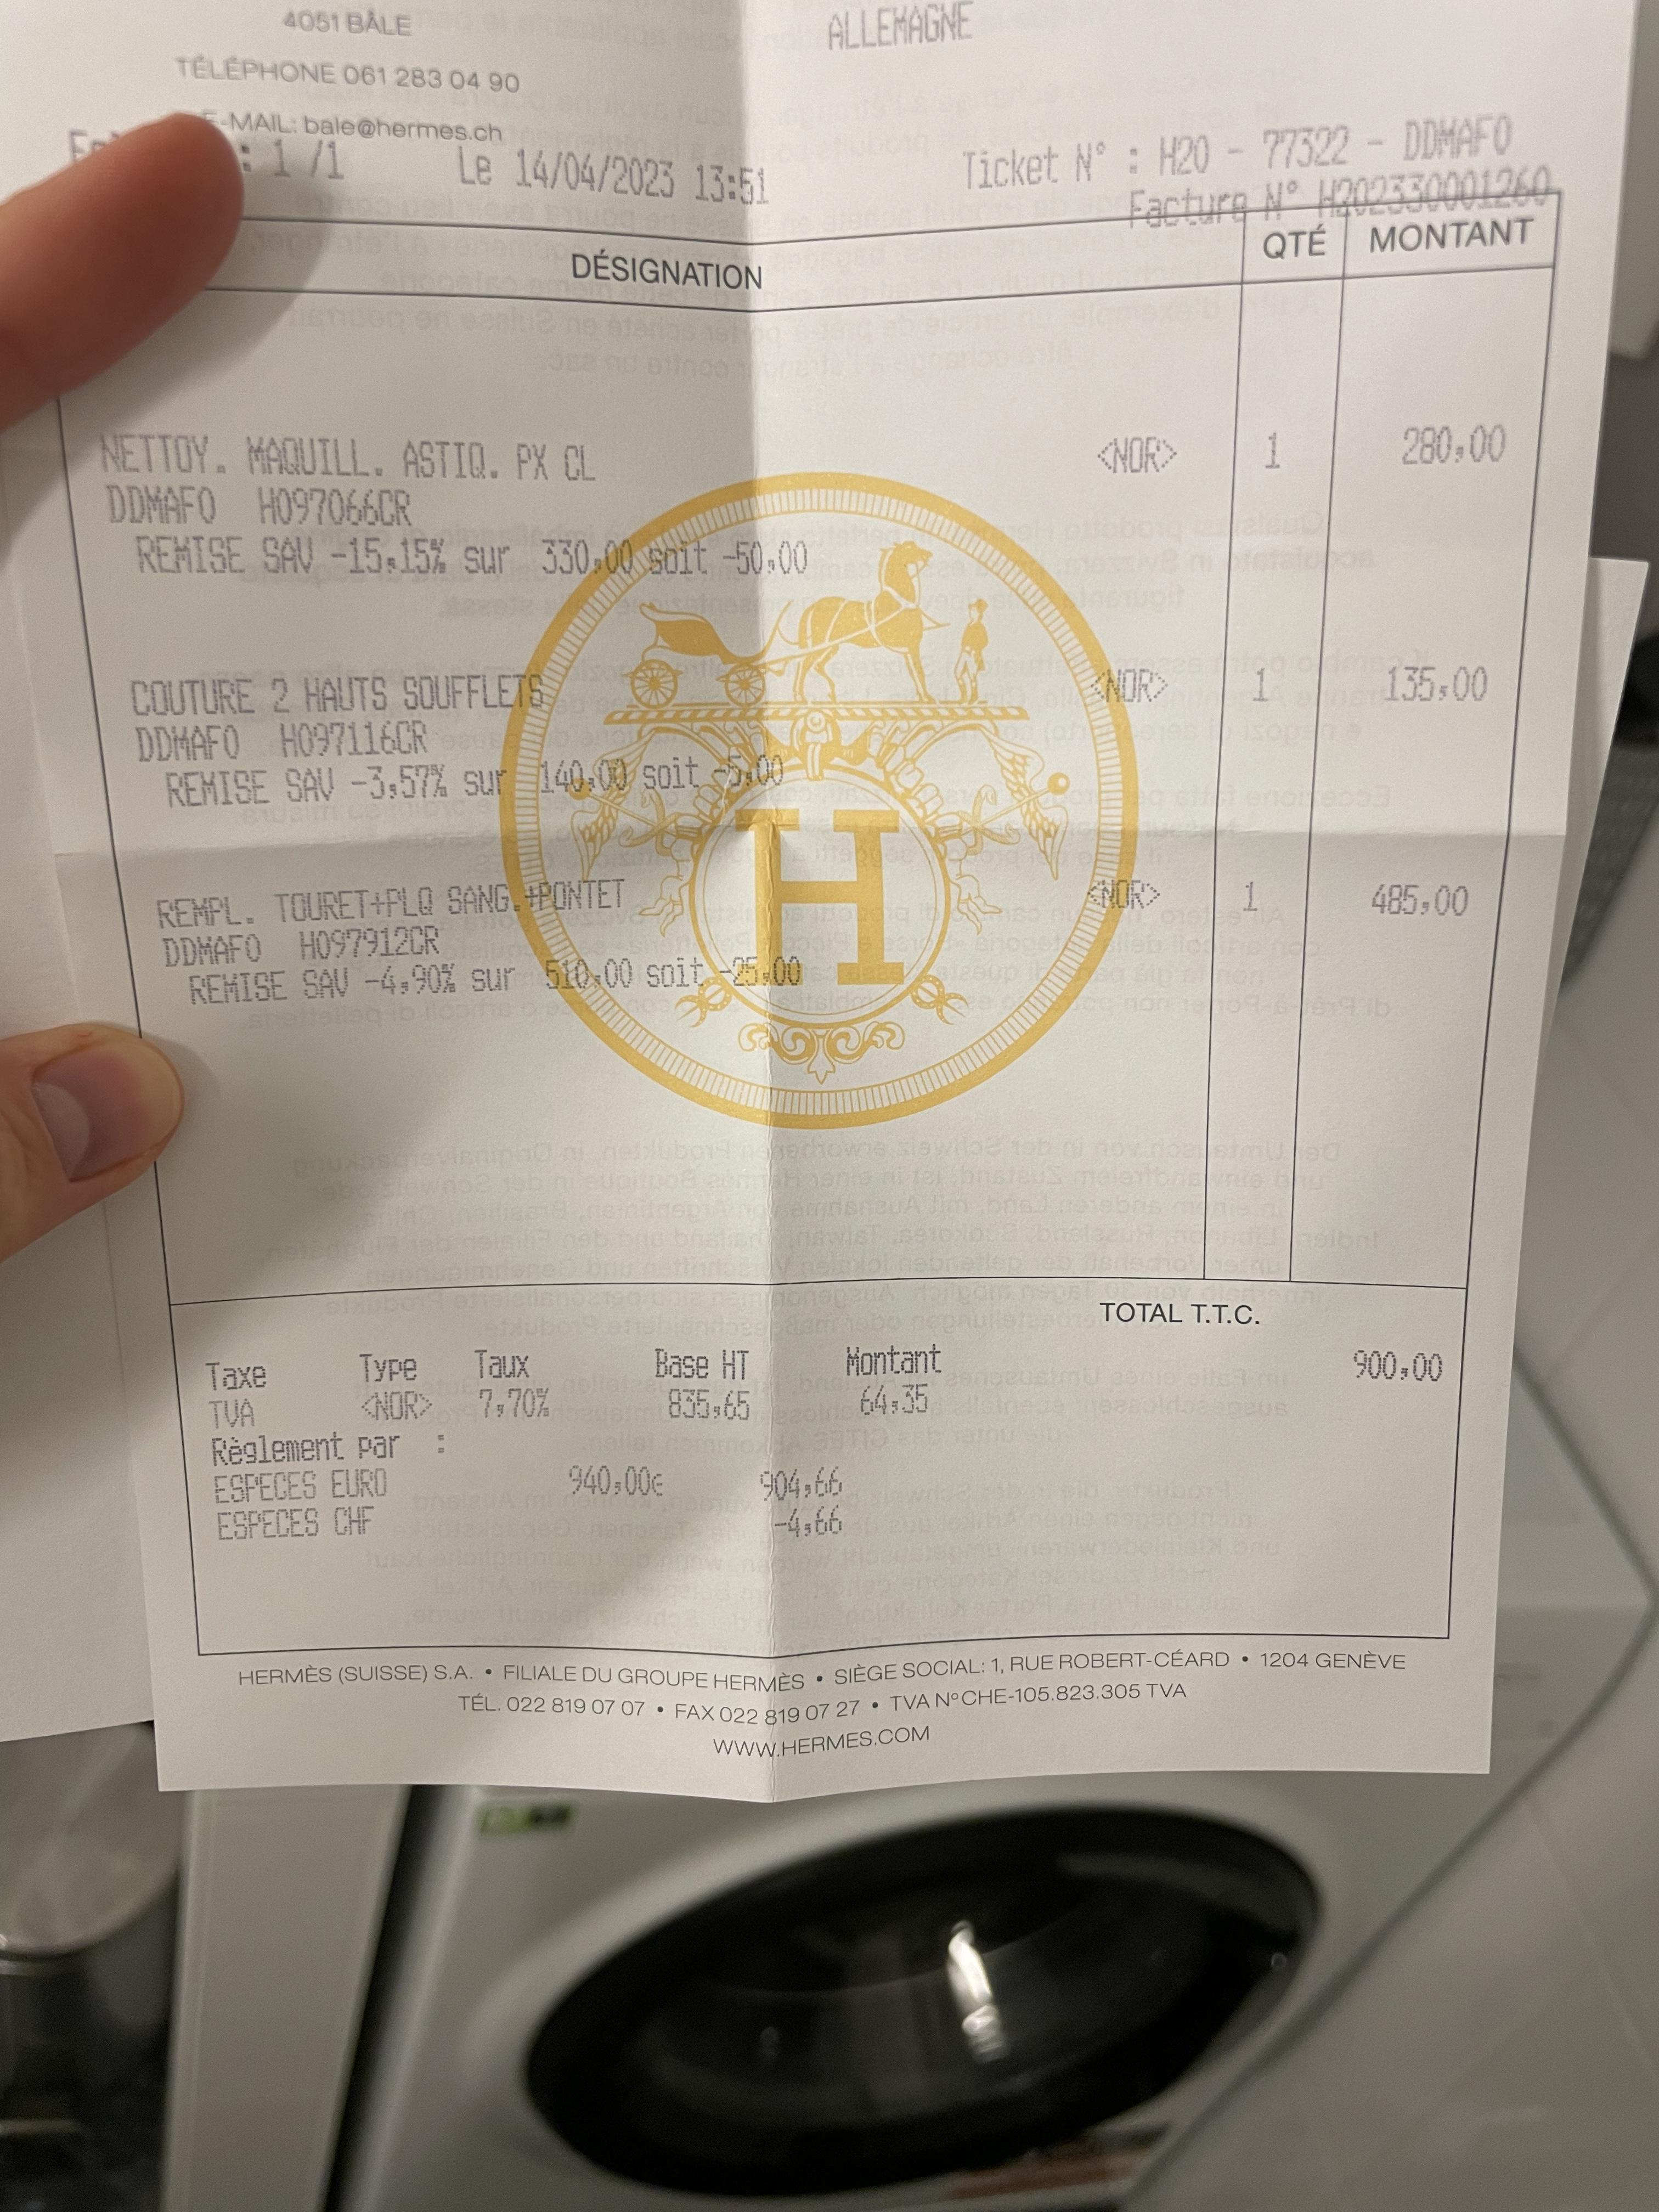 4051 BÂLE
ALLEMAGNE
TÉLÉPHONE 061 283 04 90
E-MAIL: bale@hermes.ch
: 1 /1 Le 14/04/2023 13:51 Ticket N° : H20 - 77322 - DDMAFO
Facture N° H202330001260
DÉSIGNATION QTÉ MONTANT
NETTOY. MAQUILL. ASTIQ. PX CL <NOR> 1 280,00
DDMAFO H097066CR
REMISE SAV -15,15% sur 330,00 soit -50,00
COUTURE 2 HAUTS SOUFFLETS <NOR> 1 135,00
DDMAFO H097116CR
REMISE SAV -3,57% sur 140,00 soit -5,00
H
REMPL. TOURET+PLQ SANG.+PONTET <NOR> 1 485,00
DDMAFO H097912CR
REMISE SAV -4,90% sur 510,00 soit -25,00
TOTAL T.T.C.
Taxe Type Taux Base HT Montant 900,00
TVA <NOR> 7,70% 835,65 64,35
Règlement par :
ESPECES EURO 940,00€ 904,66
ESPECES CHF -4,66
HERMÈS (SUISSE) S.A. • FILIALE DU GROUPE HERMÈS • SIÈGE SOCIAL: 1, RUE ROBERT-CÉARD • 1204 GENÈVE
TÉL. 022 819 07 07 • FAX 022 819 07 27 • TVA N° CHE-105.823.305 TVA
WWW.HERMES.COM